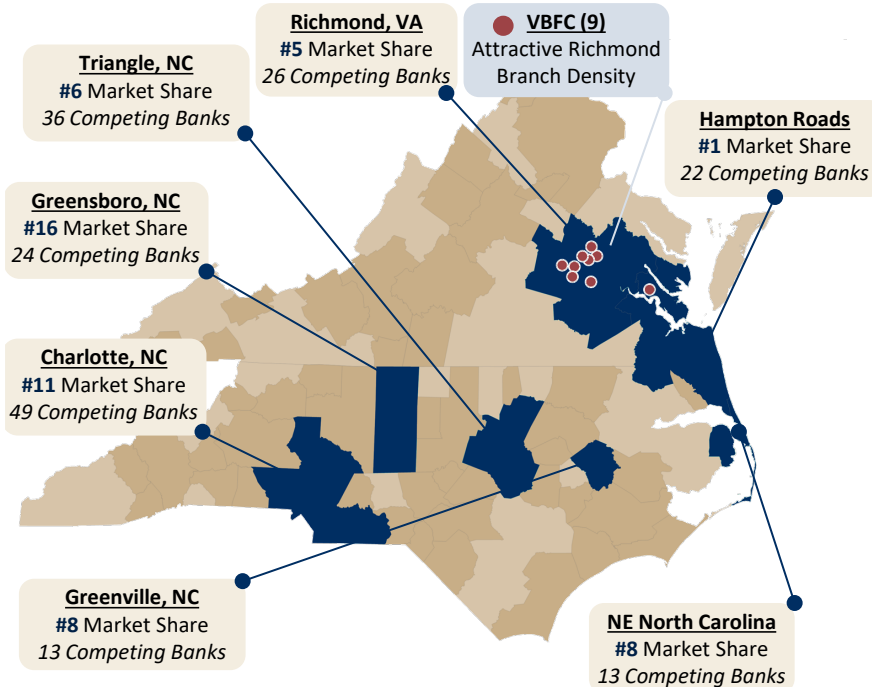 Richmond, VA
#5 Market Share
26 Competing Banks
VBFC (9)
Attractive Richmond
Branch Density
Triangle, NC
#6 Market Share
36 Competing Banks
Hampton Roads
#1 Market Share
22 Competing Banks
Greensboro, NC
#16 Market Share
24 Competing Banks
Charlotte, NC
#11 Market Share
49 Competing Banks
Greenville, NC
#8 Market Share
13 Competing Banks
NE North Carolina
#8 Market Share
13 Competing Banks